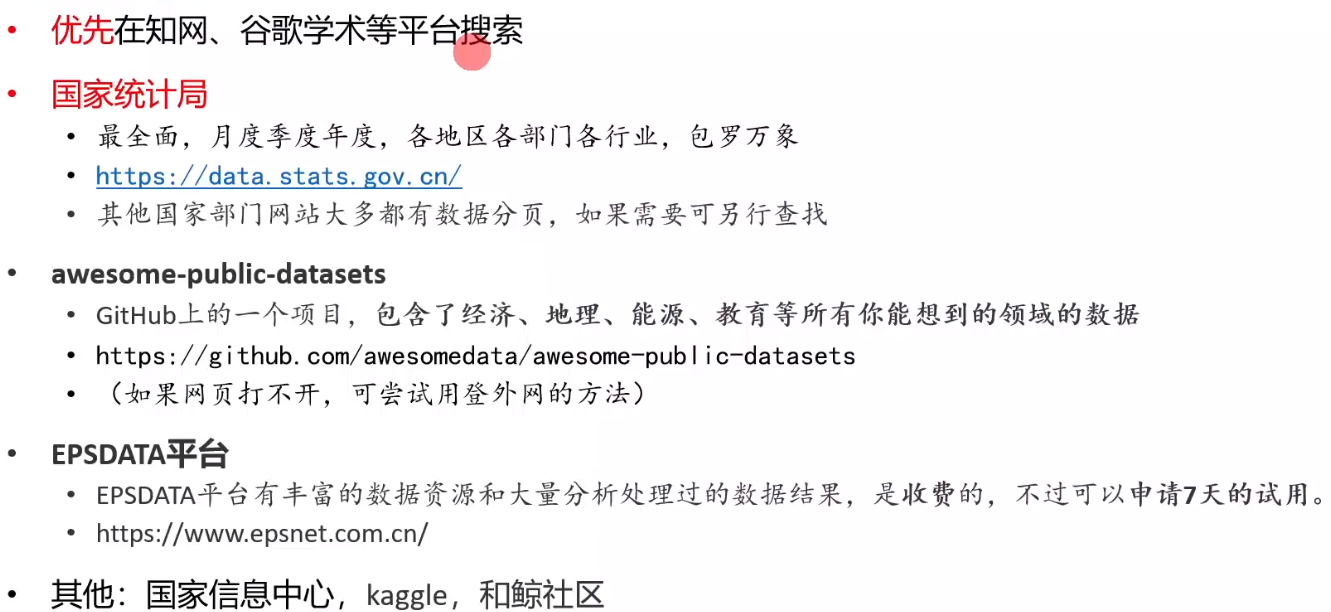 • 优先在知网、谷歌学术等平台搜索
• 国家统计局
• 最全面，月度季度年度，各地区各部门各行业，包罗万象
• https://data.stats.gov.cn/
• 其他国家部门网站大多都有数据分页，如果需要可另行查找
• awesome-public-datasets
• GitHub上的一个项目，包含了经济、地理、能源、教育等所有你能想到的领域的数据
• https://github.com/awesomedata/awesome-public-datasets
• （如果网页打不开，可尝试用登外网的方法）
• EPSDATA平台
• EPSDATA平台有丰富的数据资源和大量分析处理过的数据结果，是收费的，不过可以申请7天的试用。
• https://www.epsnet.com.cn/
• 其他：国家信息中心，kaggle，和鲸社区